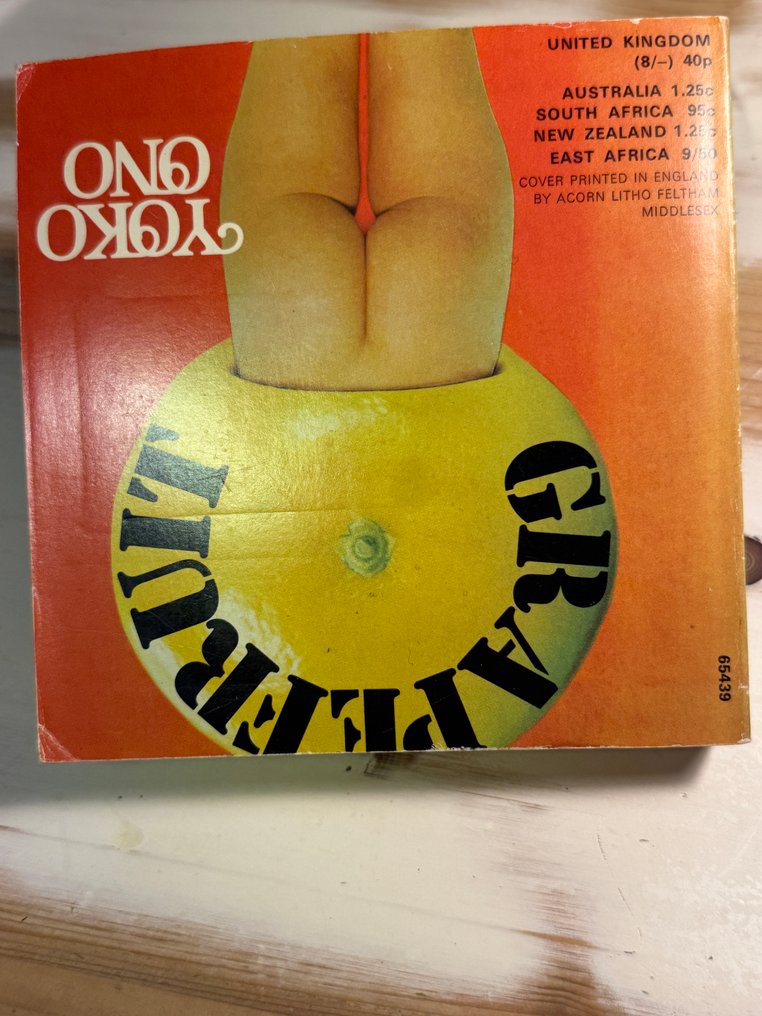 UNITED KINGDOM
(8/-) 40p
AUSTRALIA 1.25c
SOUTH AFRICA 95c
NEW ZEALAND 1.25c
EAST AFRICA 9/50
COVER PRINTED IN ENGLAND
BY ACORN LITHO FELTHAM
MIDDLESEX
YOKO
ONO
GRAPEFRUIT
65439